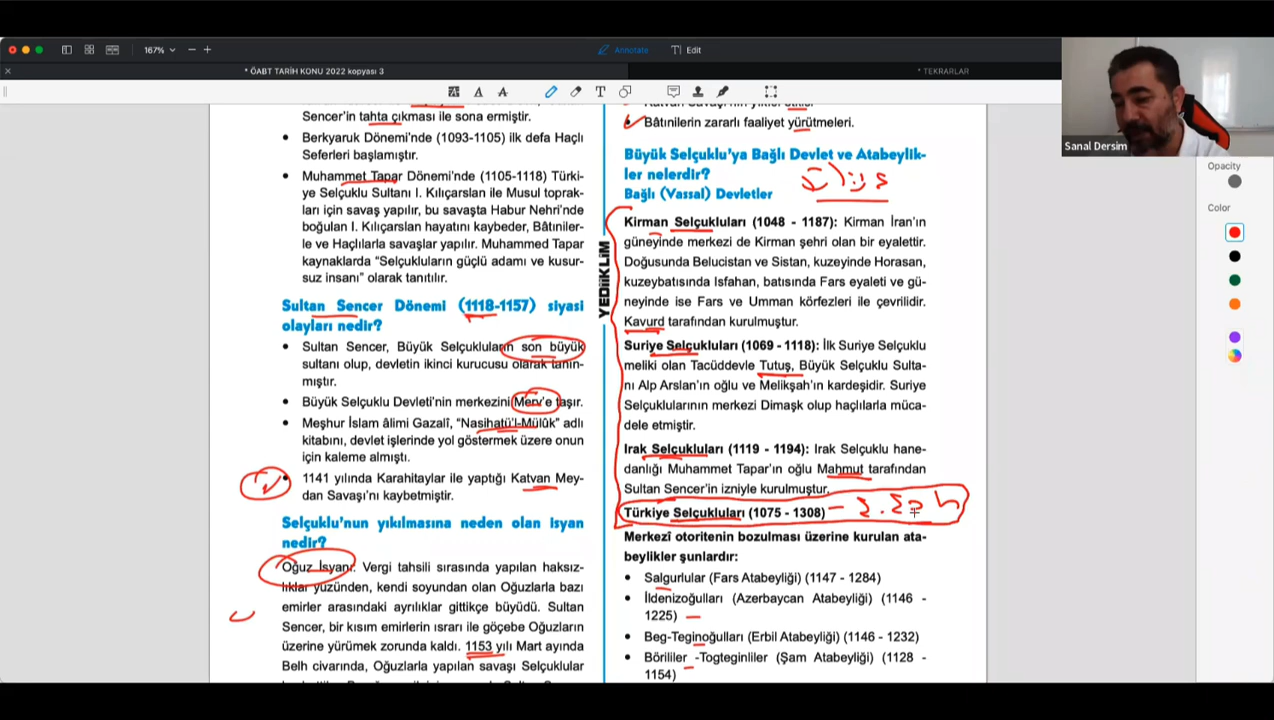 167%
Annotate
Edit
* ÖABT TARİH KONU 2022 kopyası 3
* TEKRARLAR
Sanal Dersim
Opacity
Color
Sencer'in tahta çıkması ile sona ermiştir.
• Berkyaruk Dönemi'nde (1093-1105) ilk defa Haçlı
Seferleri başlamıştır.
• Muhammet Tapar Dönemi'nde (1105-1118) Türki-
ye Selçuklu Sultanı I. Kılıçarslan ile Musul toprak-
ları için savaş yapılır, bu savaşta Habur Nehri'nde
boğulan I. Kılıçarslan hayatını kaybeder, Bâtıniler-
le ve Haçlılarla savaşlar yapılır. Muhammed Tapar
kaynaklarda "Selçukluların güçlü adamı ve kusur-
suz insanı" olarak tanıtılır.
Sultan Sencer Dönemi (1118-1157) siyasi
olayları nedir?
• Sultan Sencer, Büyük Selçukluların son büyük
sultanı olup, devletin ikinci kurucusu olarak tanın-
mıştır.
• Büyük Selçuklu Devleti'nin merkezini Merv'e taşır.
• Meşhur İslam âlimi Gazalî, "Nasihatü'l-Mülûk" adlı
kitabını, devlet işlerinde yol göstermek üzere onun
için kaleme almıştı.
• 1141 yılında Karahitaylar ile yaptığı Katvan Mey-
dan Savaşı'nı kaybetmiştir.
Selçuklu'nun yıkılmasına neden olan İsyan
nedir?
Oğuz İsyanı: Vergi tahsili sırasında yapılan haksız-
lıklar yüzünden, kendi soyundan olan Oğuzlarla bazı
emirler arasındaki ayrılıklar gittikçe büyüdü. Sultan
Sencer, bir kısım emirlerin ısrarı ile göçebe Oğuzların
üzerine yürümek zorunda kaldı. 1153 yılı Mart ayında
Belh civarında, Oğuzlarla yapılan savaşı Selçuklular
YEDİİKLİM
• Katvan Savaşı'nın yıkıcı etkisi.
• Bâtınilerin zararlı faaliyet yürütmeleri.
Büyük Selçuklu'ya Bağlı Devlet ve Atabeylik-
ler nelerdir?
Bağlı (Vassal) Devletler
Kirman Selçukluları (1048 - 1187): Kirman İran'ın
güneyinde merkezi de Kirman şehri olan bir eyalettir.
Doğusunda Belucistan ve Sistan, kuzeyinde Horasan,
kuzeybatısında Isfahan, batısında Fars eyaleti ve gü-
neyinde ise Fars ve Umman körfezleri ile çevrilidir.
Kavurd tarafından kurulmuştur.
Suriye Selçukluları (1069 - 1118): İlk Suriye Selçuklu
meliki olan Tacüddevle Tutuş, Büyük Selçuklu Sulta-
nı Alp Arslan'ın oğlu ve Melikşah'ın kardeşidir. Suriye
Selçuklularının merkezi Dimaşk olup haçlılarla müca-
dele etmiştir.
Irak Selçukluları (1119 - 1194): Irak Selçuklu hane-
danlığı Muhammet Tapar'ın oğlu Mahmut tarafından
Sultan Sencer'in izniyle kurulmuştur.
Türkiye Selçukluları (1075 - 1308)
Merkezî otoritenin bozulması üzerine kurulan ata-
beylikler şunlardır:
• Salgurlular (Fars Atabeyliği) (1147 - 1284)
• İldenizoğulları (Azerbaycan Atabeyliği) (1146 -
1225)
• Beg-Teginoğulları (Erbil Atabeyliği) (1146 - 1232)
• Börililer -Togteginliler (Şam Atabeyliği) (1128 -
1154)